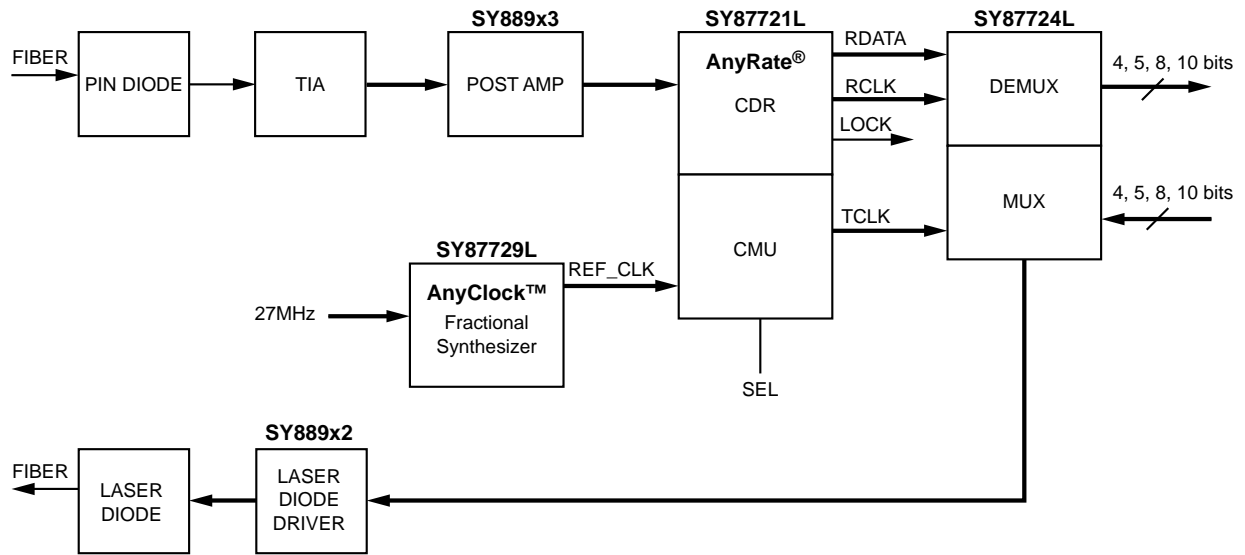 SY889x3
SY87721L
SY87724L
FIBER
PIN DIODE
TIA
POST AMP
AnyRate®
CDR
RDATA
RCLK
LOCK
DEMUX
4, 5, 8, 10 bits
MUX
4, 5, 8, 10 bits
TCLK
CMU
SY87729L
REF_CLK
27MHz
AnyClock™
Fractional
Synthesizer
SEL
SY889x2
FIBER
LASER
DIODE
LASER
DIODE
DRIVER